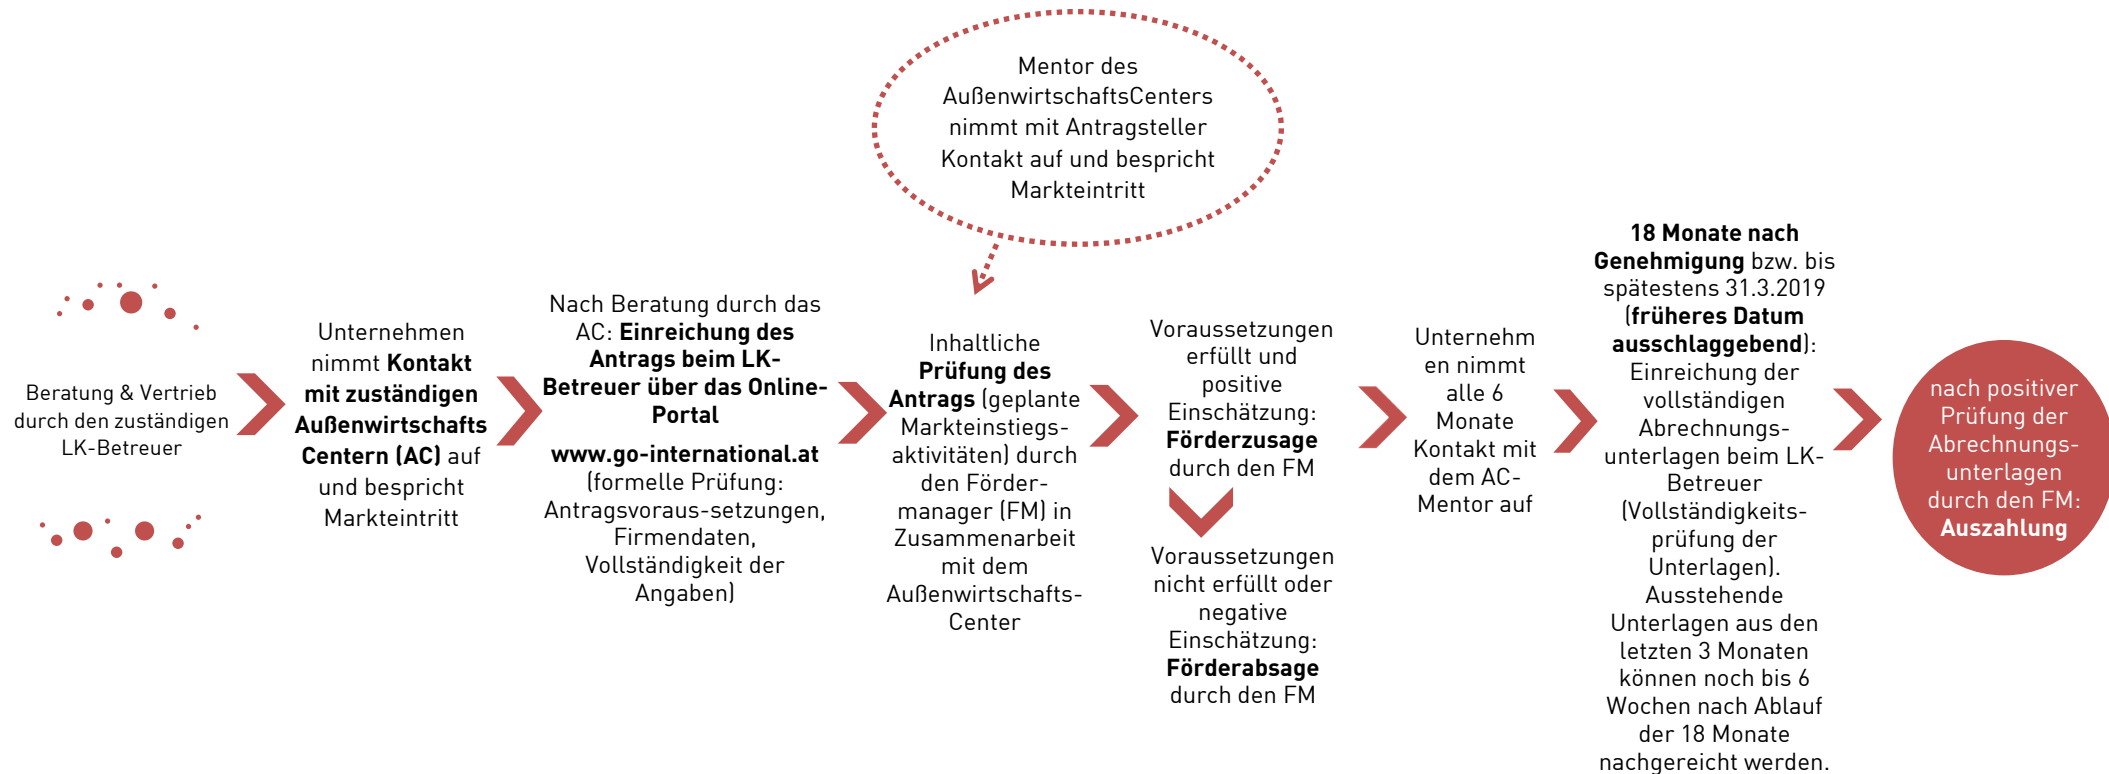 Mentor des
AußenwirtschaftsCenters
nimmt mit Antragsteller
Kontakt auf und bespricht
Markteintritt
Beratung & Vertrieb
durch den zuständigen
LK-Betreuer
Unternehmen
nimmt Kontakt
mit zuständigen
Außenwirtschafts
Centern (AC) auf
und bespricht
Markteintritt
Nach Beratung durch das
AC: Einreichung des
Antrags beim LK-
Betreuer über das Online-
Portal
www.go-international.at
(formelle Prüfung:
Antragsvoraus-setzungen,
Firmendaten,
Vollständigkeit der
Angaben)
Inhaltliche
Prüfung des
Antrags (geplante
Markteinstiegs-
aktivitäten) durch
den Förder-
manager (FM) in
Zusammenarbeit
mit dem
Außenwirtschafts-
Center
Voraussetzungen
erfüllt und
positive
Einschätzung:
Förderzusage
durch den FM
Voraussetzungen
nicht erfüllt oder
negative
Einschätzung:
Förderabsage
durch den FM
Unternehm
en nimmt
alle 6
Monate
Kontakt mit
dem AC-
Mentor auf
18 Monate nach
Genehmigung bzw. bis
spätestens 31.3.2019
(früheres Datum
ausschlaggebend):
Einreichung der
vollständigen
Abrechnungs-
unterlagen beim LK-
Betreuer
(Vollständigkeits-
prüfung der
Unterlagen).
Ausstehende
Unterlagen aus den
letzten 3 Monaten
können noch bis 6
Wochen nach Ablauf
der 18 Monate
nachgereicht werden.
nach positiver
Prüfung der
Abrechnungs-
unterlagen
durch den FM:
Auszahlung